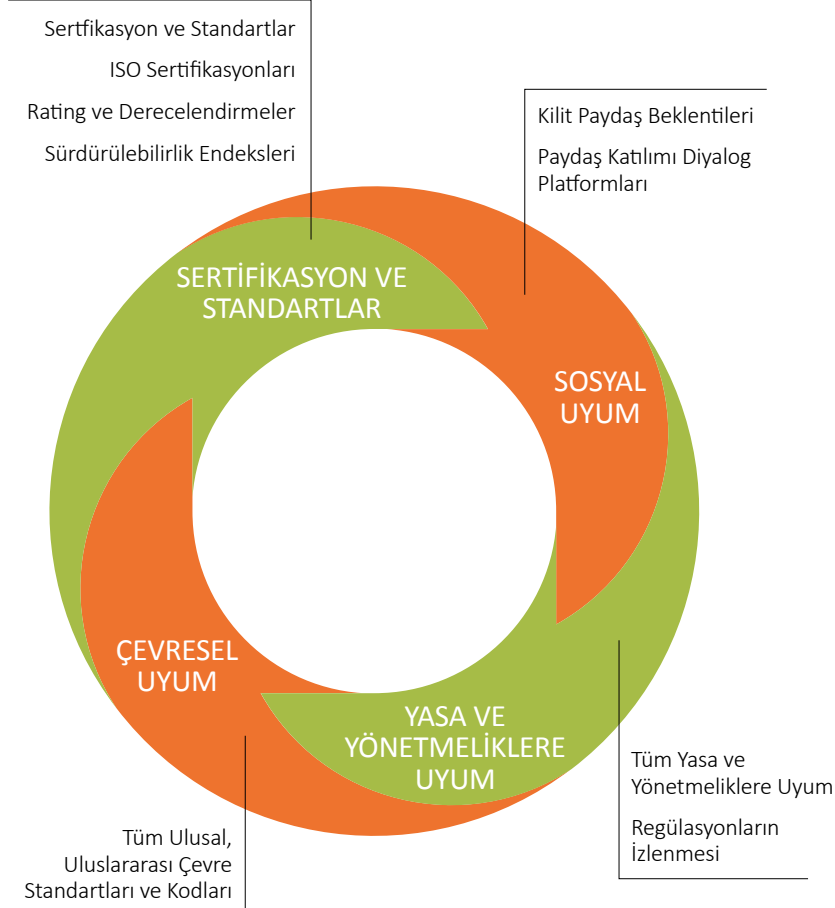 Sertfikasyon ve Standartlar
ISO Sertifikasyonları
Rating ve Derecelendirmeler
Sürdürülebilirlik Endeksleri
Kilit Paydaş Beklentileri
Paydaş Katılımı Diyalog
Platformları
SERTİFİKASYON VE
STANDARTLAR
SOSYAL
UYUM
ÇEVRESEL
UYUM
YASA VE
YÖNETMELİKLERE
UYUM
Tüm Yasa ve
Yönetmeliklere Uyum
Regülasyonların
İzlenmesi
Tüm Ulusal,
Uluslararası Çevre
Standartları ve Kodları